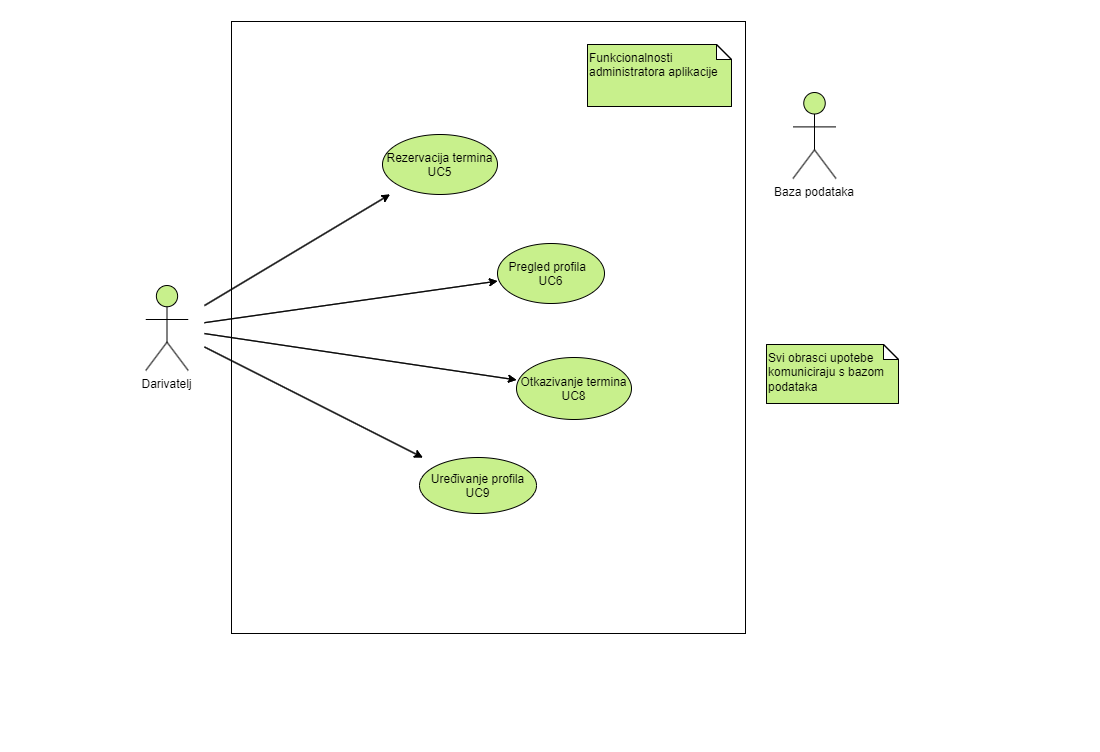 Funkcionalnosti
administratora aplikacije
Rezervacija termina
UC5
Baza podataka
Pregled profila
UC6
Darivatelj
Svi obrasci upotebe
komuniciraju s bazom
podataka
Otkazivanje termina
UC8
Uređivanje profila
UC9